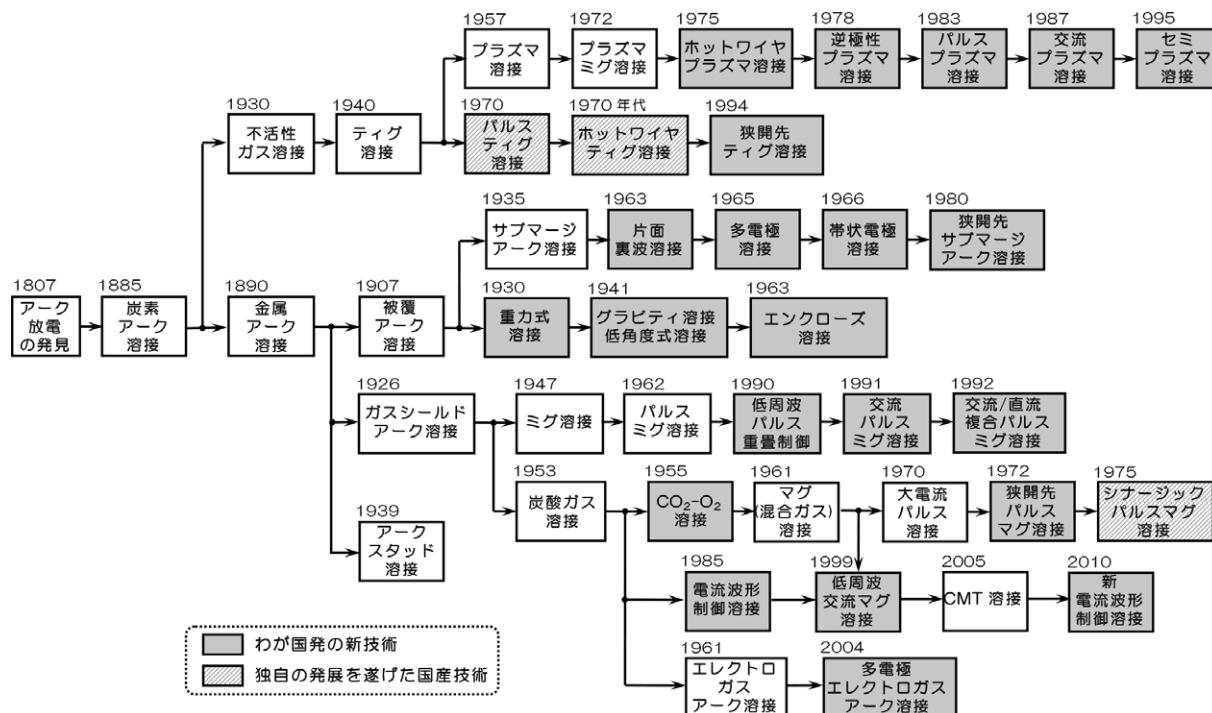 1957
プラズマ
溶接
1972
プラズマ
ミグ溶接
1975
ホットワイヤ
プラズマ溶接
1978
逆極性
プラズマ
溶接
1983
パルス
プラズマ
溶接
1987
交流
プラズマ
溶接
1995
セミ
プラズマ
溶接
1930
不活性
ガス溶接
1940
ティグ
溶接
1970
パルス
ティグ
溶接
1970 年代
ホットワイヤ
ティグ溶接
1994
狭開先
ティグ溶接
1935
サブマージ
アーク溶接
1963
片面
裏波溶接
1965
多電極
溶接
1966
帯状電極
溶接
1980
狭開先
サブマージ
アーク溶接
1807
アーク
放電
の発見
1885
炭素
アーク
溶接
1890
金属
アーク
溶接
1907
被覆
アーク
溶接
1930
重力式
溶接
1941
グラビティ溶接
低角度式溶接
1963
エンクローズ
溶接
1926
ガスシールド
アーク溶接
1947
ミグ溶接
1962
パルス
ミグ溶接
1990
低周波
パルス
重畳制御
1991
交流
パルス
ミグ溶接
1992
交流/直流
複合パルス
ミグ溶接
1953
炭酸ガス
溶接
1955
CO₂-O₂
溶接
1961
マグ
(混合ガス)
溶接
1970
大電流
パルス
溶接
1972
狭開先
パルス
マグ溶接
1975
シナージック
パルスマグ
溶接
1939
アーク
スタッド
溶接
1985
電流波形
制御溶接
1999
低周波
交流マグ
溶接
2005
CMT 溶接
2010
新
電流波形
制御溶接
1961
エレクトロ
ガス
アーク溶接
2004
多電極
エレクトロガス
アーク溶接
わが国発の新技術
独自の発展を遂げた国産技術